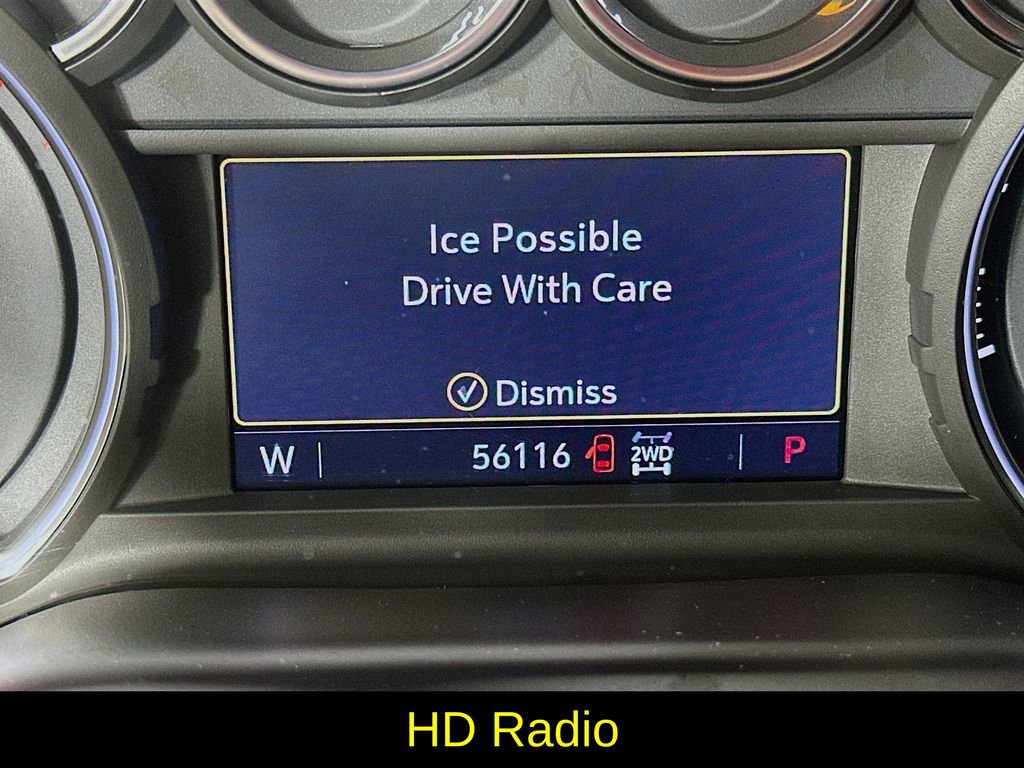 Ice Possible
Drive With Care
Dismiss
W 56116 2WD P
HD Radio